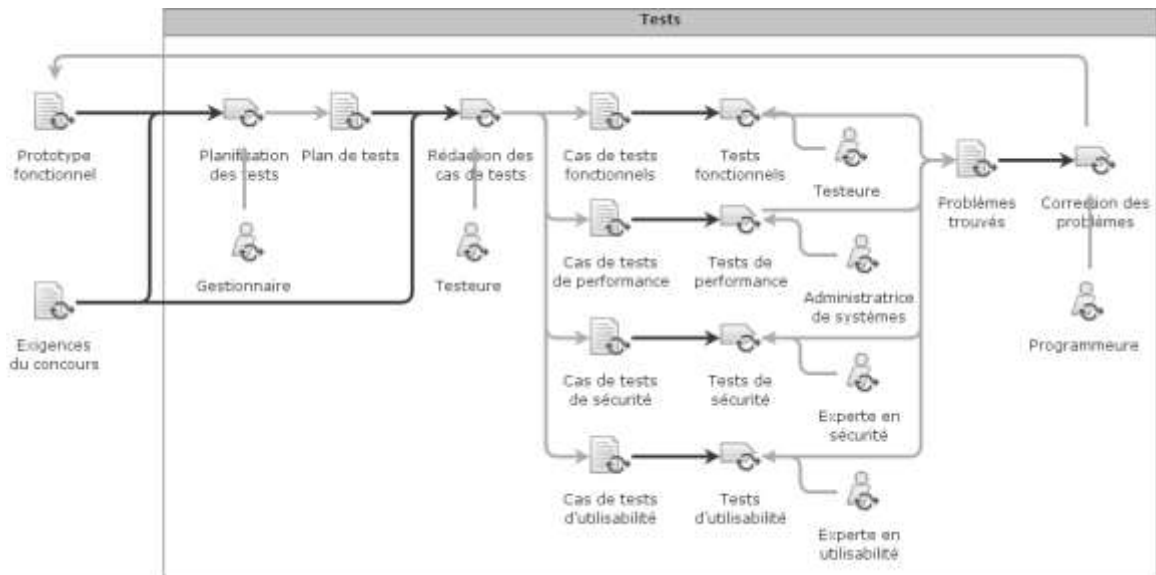 Tests
Prototype
fonctionnel
Planification
des tests
Plan de tests
Rédaction des
cas de tests
Cas de tests
fonctionnels
Tests
fonctionnels
Testeure
Problèmes
trouvés
Correction des
problèmes
Gestionnaire
Testeure
Cas de tests
de performance
Tests de
performance
Administratrice
de systèmes
Exigences
du concours
Programmeure
Cas de tests
de sécurité
Tests de
sécurité
Experte en
sécurité
Cas de tests
d'utilisabilité
Tests
d'utilisabilité
Experte en
utilisabilité